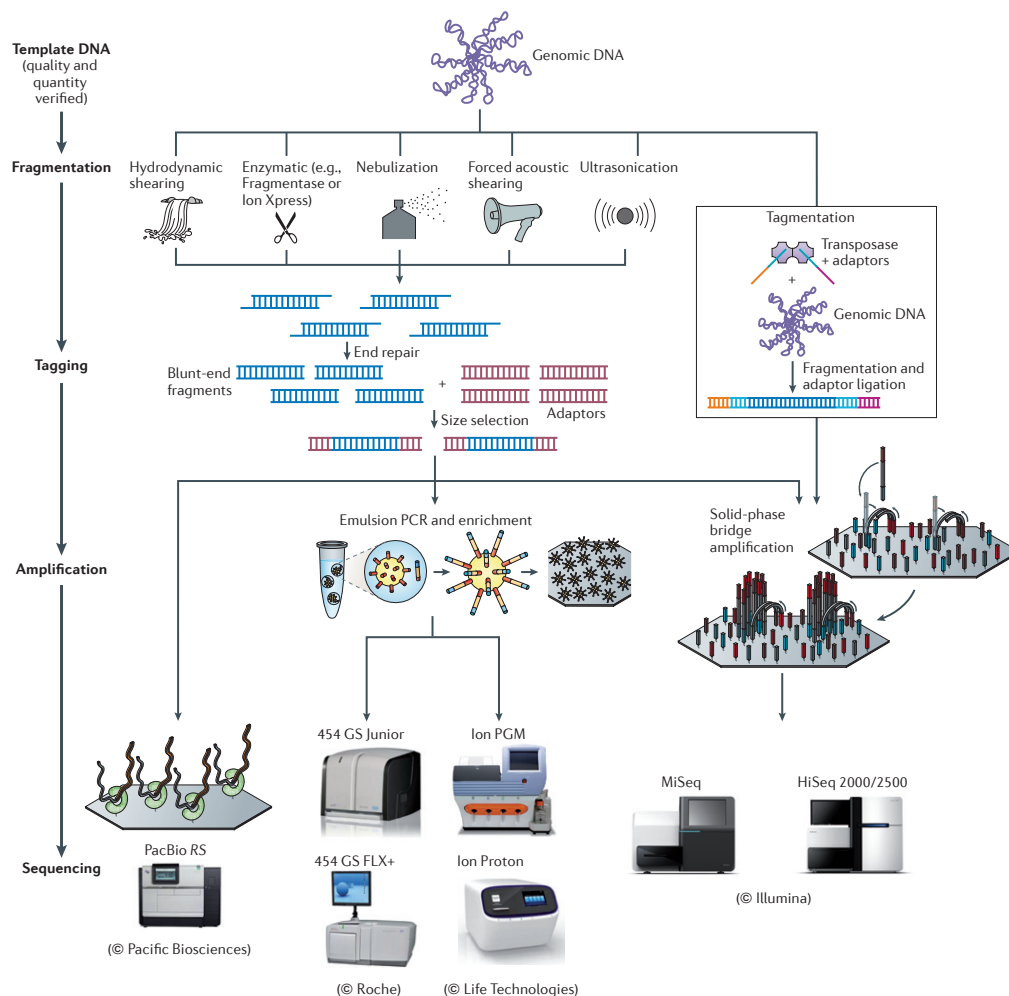 Template DNA
(quality and
quantity
verified)
Genomic DNA
Fragmentation
Hydrodynamic
shearing
Enzymatic (e.g.,
Fragmentase or
Ion Xpress)
Nebulization
Forced acoustic
shearing
Ultrasonication
Tagmentation
Transposase
+ adaptors
+
Genomic DNA
Fragmentation and
adaptor ligation
Tagging
End repair
Blunt-end
fragments
+
Adaptors
Size selection
Emulsion PCR and enrichment
Solid-phase
bridge
amplification
Amplification
454 GS Junior
Ion PGM
MiSeq
HiSeq 2000/2500
Sequencing
PacBio RS
454 GS FLX+
Ion Proton
(© Illumina)
(© Pacific Biosciences)
(© Roche)
(© Life Technologies)